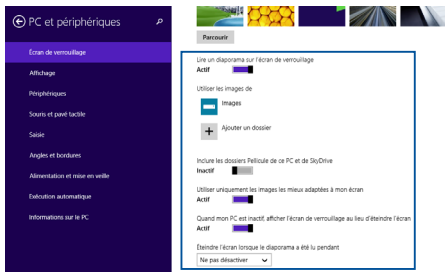 PC et périphériques
Écran de verrouillage
Affichage
Périphériques
Souris et pavé tactile
Saisie
Angles et bordures
Alimentation et mise en veille
Exécution automatique
Informations sur le PC
Parcourir
Lire un diaporama sur l'écran de verrouillage
Actif
Utiliser les images de
Images
Ajouter un dossier
Inclure les dossiers Pellicule de ce PC et de SkyDrive
Inactif
Utiliser uniquement les images les mieux adaptées à mon écran
Actif
Quand mon PC est inactif, afficher l'écran de verrouillage au lieu d'éteindre l'écran
Actif
Éteindre l'écran lorsque le diaporama a été lu pendant
Ne pas désactiver